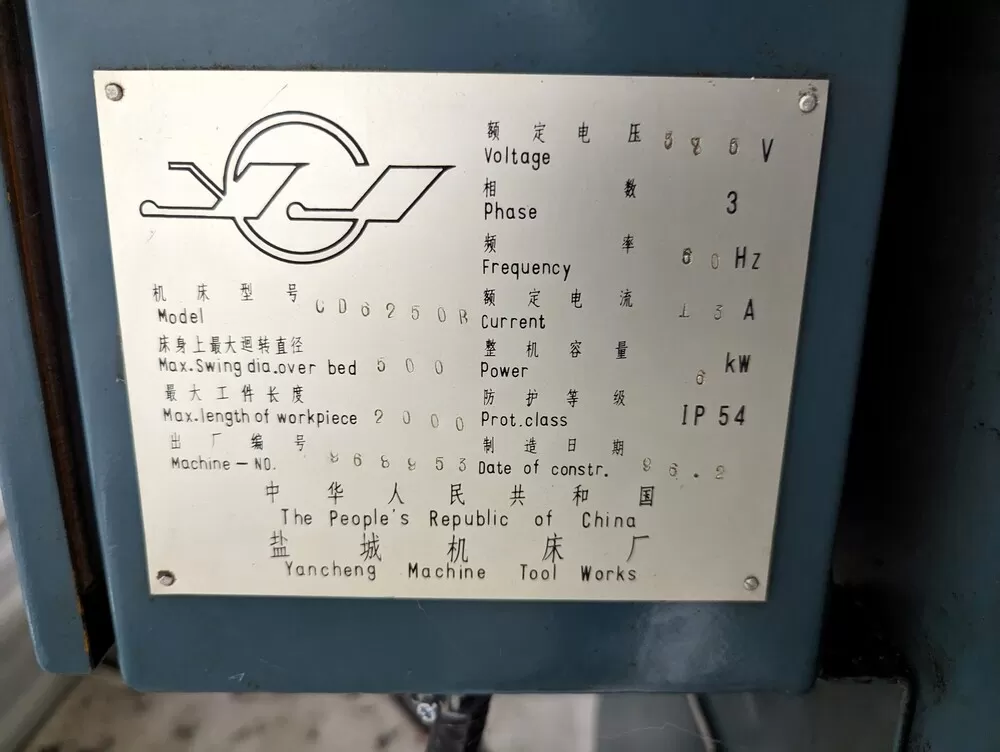 机床型号
Model CD6250B
床身上最大迴转直径
Max.Swing dia.over bed 500
最大工件长度
Max.length of workpiece 2000
出厂编号
Machine-NO.
额定电压
Voltage 380 V
相数
Phase 3
频率
Frequency Hz
额定电流
Current 13 A
整机容量
Power 6 kW
防护等级
Prot.class IP54
制造日期
Date of constr. 96.2
中华人民共和国
The People's Republic of China
盐城机床厂
Yancheng Machine Tool Works